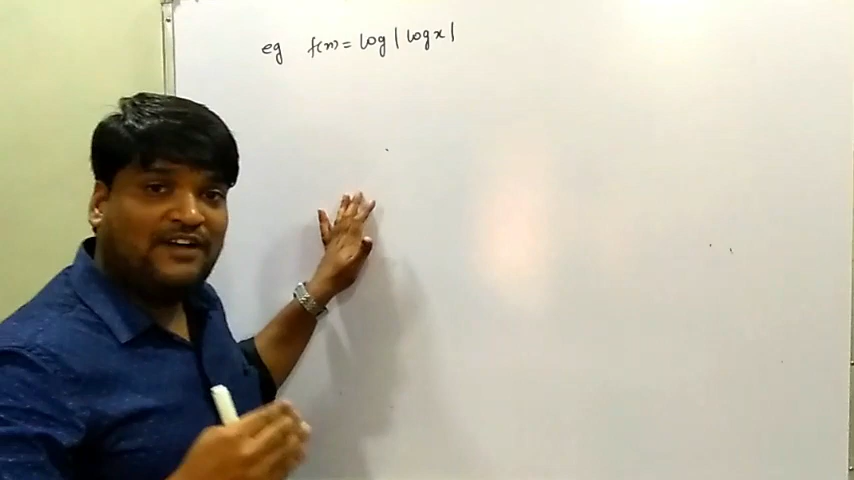 eg f(x) = log | log x |